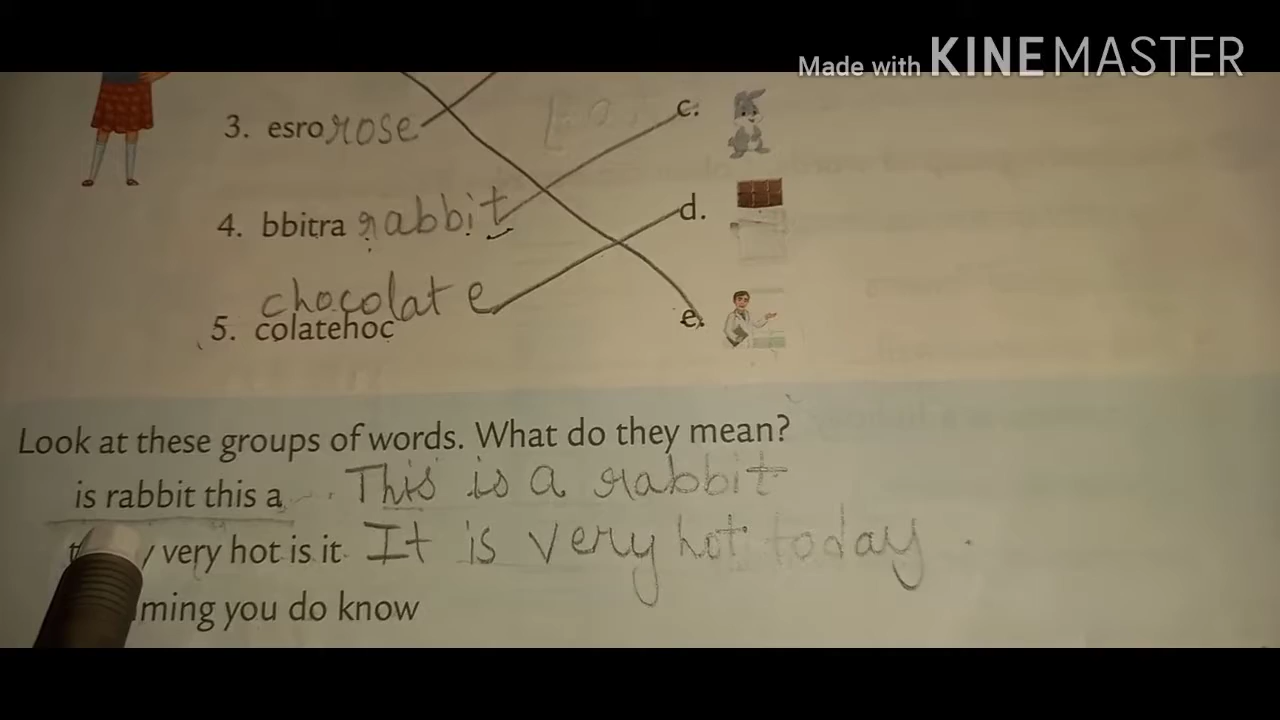 Made with KINEMASTER
3. esro rose
c.
4. bbitra rabbit
d.
chocolate
5. colatehoc
e.
Look at these groups of words. What do they mean?
is rabbit this a This is a rabbit
very hot is it It is very hot today.
you do know